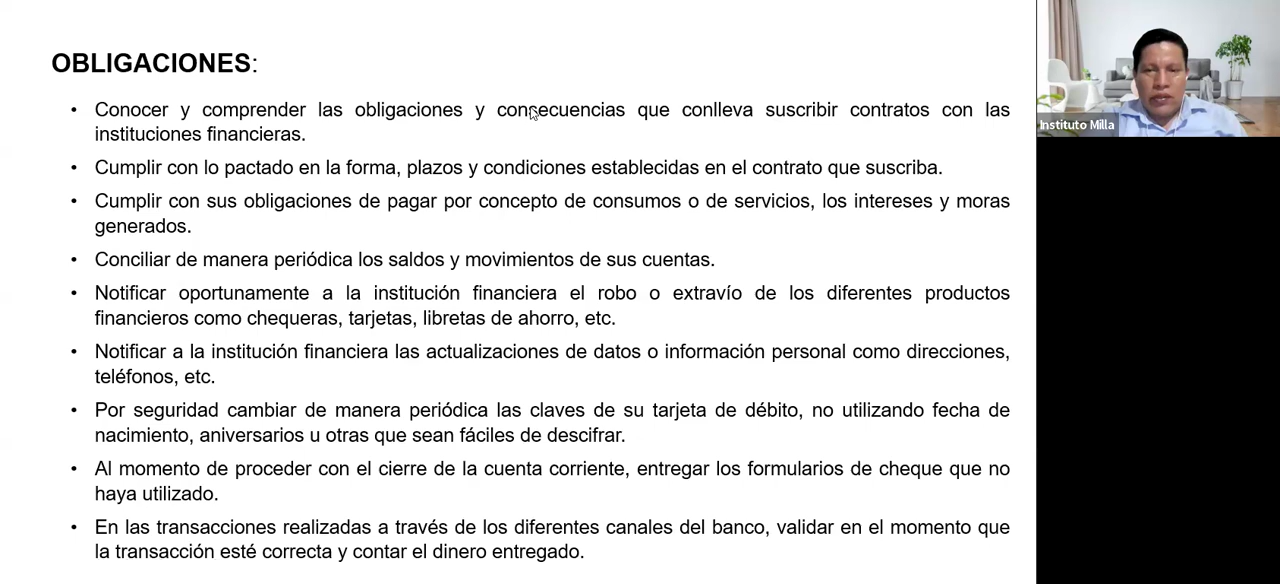 OBLIGACIONES:
• Conocer y comprender las obligaciones y consecuencias que conlleva suscribir contratos con las
instituciones financieras.
• Cumplir con lo pactado en la forma, plazos y condiciones establecidas en el contrato que suscriba.
• Cumplir con sus obligaciones de pagar por concepto de consumos o de servicios, los intereses y moras
generados.
• Conciliar de manera periódica los saldos y movimientos de sus cuentas.
• Notificar oportunamente a la institución financiera el robo o extravío de los diferentes productos
financieros como chequeras, tarjetas, libretas de ahorro, etc.
• Notificar a la institución financiera las actualizaciones de datos o información personal como direcciones,
teléfonos, etc.
• Por seguridad cambiar de manera periódica las claves de su tarjeta de débito, no utilizando fecha de
nacimiento, aniversarios u otras que sean fáciles de descifrar.
• Al momento de proceder con el cierre de la cuenta corriente, entregar los formularios de cheque que no
haya utilizado.
• En las transacciones realizadas a través de los diferentes canales del banco, validar en el momento que
la transacción esté correcta y contar el dinero entregado.
Instituto Milla